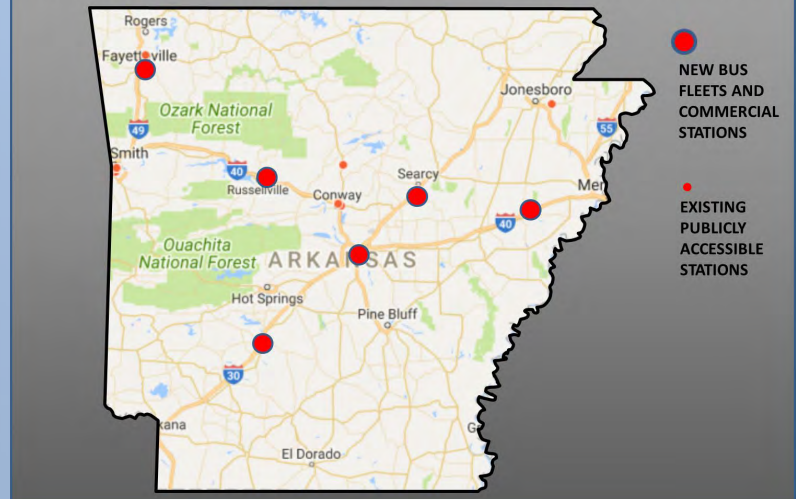 Rogers
Fayetteville
Ozark National
Forest
49
Smith
40
Russellville
Conway
Searcy
Jonesboro
55
Mem
40
Ouachita
National Forest
ARKANSAS
Hot Springs
Pine Bluff
30
kana
El Dorado
G
NEW BUS
FLEETS AND
COMMERCIAL
STATIONS
EXISTING
PUBLICLY
ACCESSIBLE
STATIONS